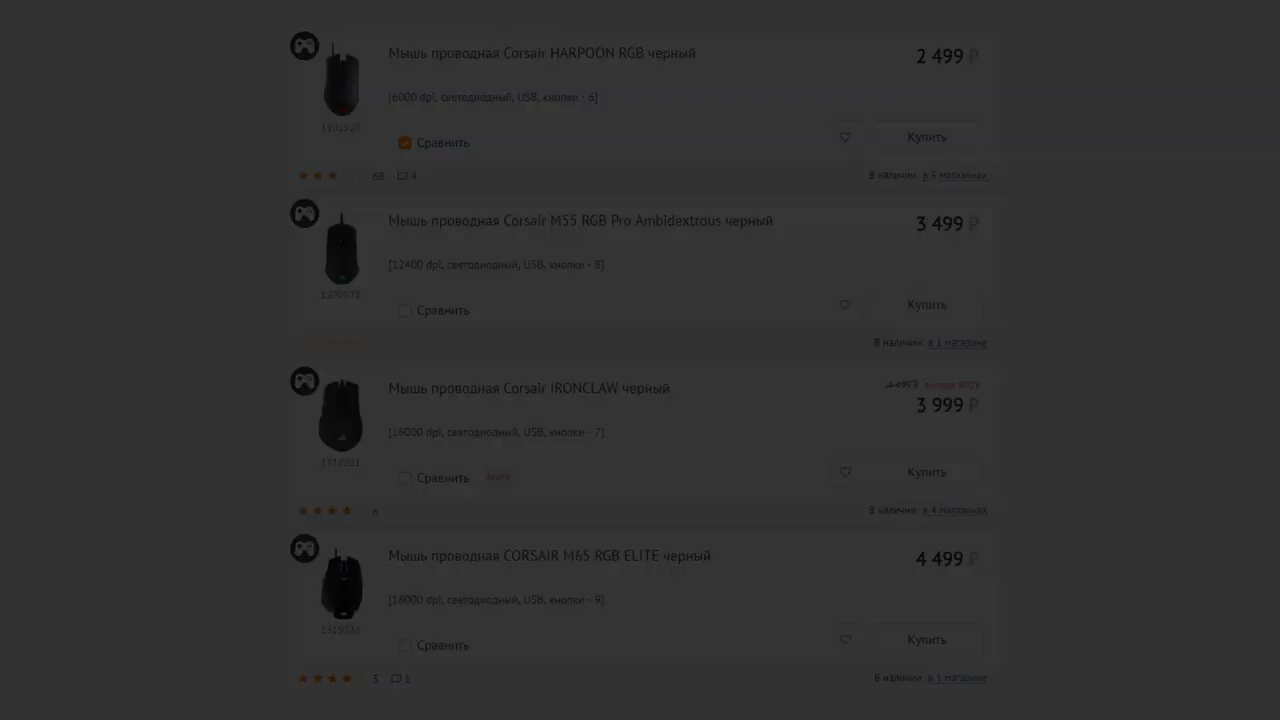 Мышь проводная Corsair HARPOON RGB черный
2 499 ₽
[6000 dpi, светодиодный, USB, кнопки - 6]
Сравнить
Купить
68 4
В наличии: в 5 магазинах
Мышь проводная Corsair M55 RGB Pro Ambidextrous черный
3 499 ₽
[12400 dpi, светодиодный, USB, кнопки - 8]
Сравнить
Купить
В наличии: в 1 магазине
Мышь проводная Corsair IRONCLAW черный
4 499 ₽
3 999 ₽
[18000 dpi, светодиодный, USB, кнопки - 7]
Сравнить
Купить
6
В наличии: в 4 магазинах
Мышь проводная CORSAIR M65 RGB ELITE черный
4 499 ₽
[18000 dpi, светодиодный, USB, кнопки - 9]
Сравнить
Купить
3 1
В наличии: в 1 магазине